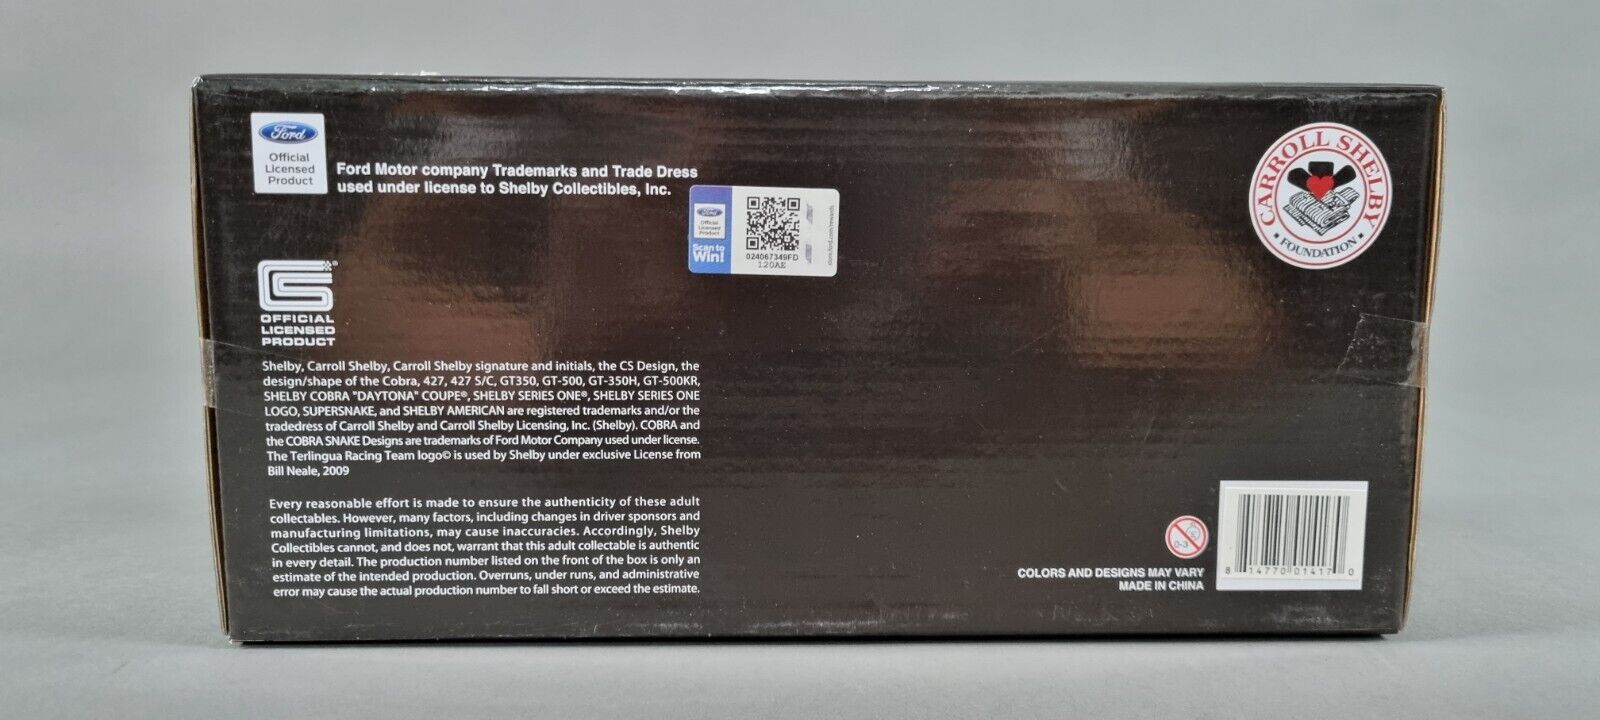 Ford
Official
Licensed
Product
Ford Motor company Trademarks and Trade Dress
used under license to Shelby Collectibles, Inc.
Ford
Official
Licensed
Product
Scan to
Win!
024067349FD
120AE
store.ford.com/rewards
CARROLL SHELBY
• FOUNDATION •
CS®
OFFICIAL
LICENSED
PRODUCT
Shelby, Carroll Shelby, Carroll Shelby signature and initials, the CS Design, the
design/shape of the Cobra, 427, 427 S/C, GT350, GT-500, GT-350H, GT-500KR,
SHELBY COBRA "DAYTONA" COUPE®, SHELBY SERIES ONE®, SHELBY SERIES ONE
LOGO, SUPERSNAKE, and SHELBY AMERICAN are registered trademarks and/or the
tradedress of Carroll Shelby and Carroll Shelby Licensing, Inc. (Shelby). COBRA and
the COBRA SNAKE Designs are trademarks of Ford Motor Company used under license.
The Terlingua Racing Team logo© is used by Shelby under exclusive License from
Bill Neale, 2009
Every reasonable effort is made to ensure the authenticity of these adult
collectables. However, many factors, including changes in driver sponsors and
manufacturing limitations, may cause inaccuracies. Accordingly, Shelby
Collectibles cannot, and does not, warrant that this adult collectable is authentic
in every detail. The production number listed on the front of the box is only an
estimate of the intended production. Overruns, under runs, and administrative
error may cause the actual production number to fall short or exceed the estimate.
0-3
COLORS AND DESIGNS MAY VARY
MADE IN CHINA
8 14770 01417 0